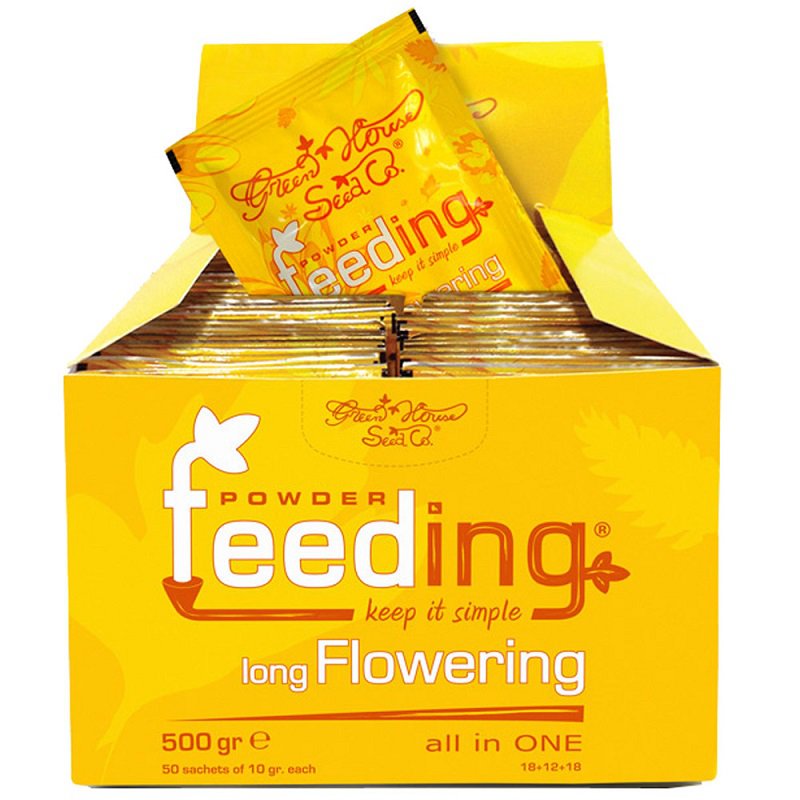 Green House
Seed Co.®
POWDER
feeding
keep it simple
wering
Green House
Seed Co.®
POWDER
feeding®
keep it simple
long Flowering
500 gr e
all in ONE
50 sachets of 10 gr. each
18+12+18